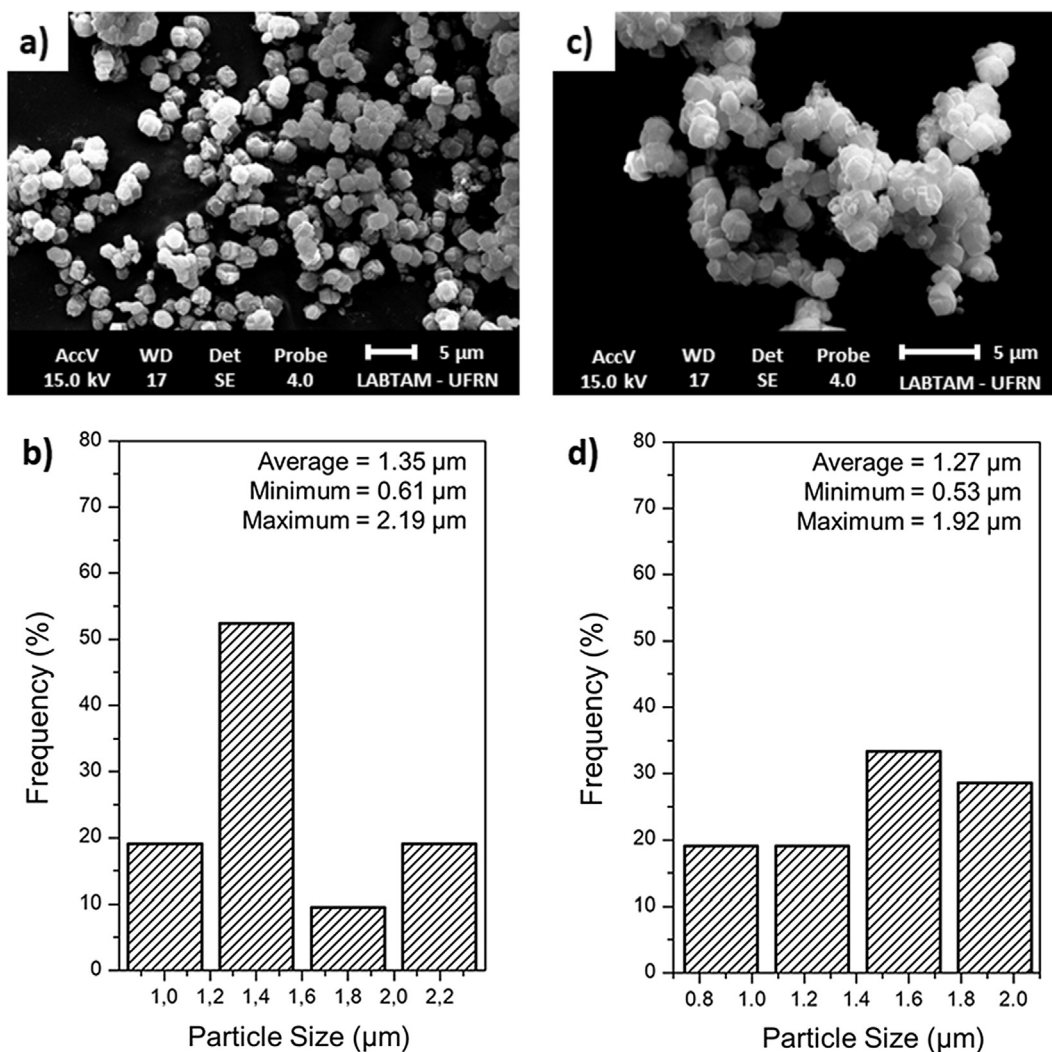 a)
AccV WD Det Probe 5 µm
15.0 kV 17 SE 4.0 LABTAM - UFRN
c)
AccV WD Det Probe 5 µm
15.0 kV 17 SE 4.0 LABTAM - UFRN
b)
Average = 1.35 µm
Minimum = 0.61 µm
Maximum = 2.19 µm
80
70
60
50
40
30
20
10
0
Frequency (%)
1,0 1,2 1,4 1,6 1,8 2,0 2,2
Particle Size (µm)
d)
Average = 1.27 µm
Minimum = 0.53 µm
Maximum = 1.92 µm
80
70
60
50
40
30
20
10
0
Frequency (%)
0.8 1.0 1.2 1.4 1.6 1.8 2.0
Particle Size (µm)